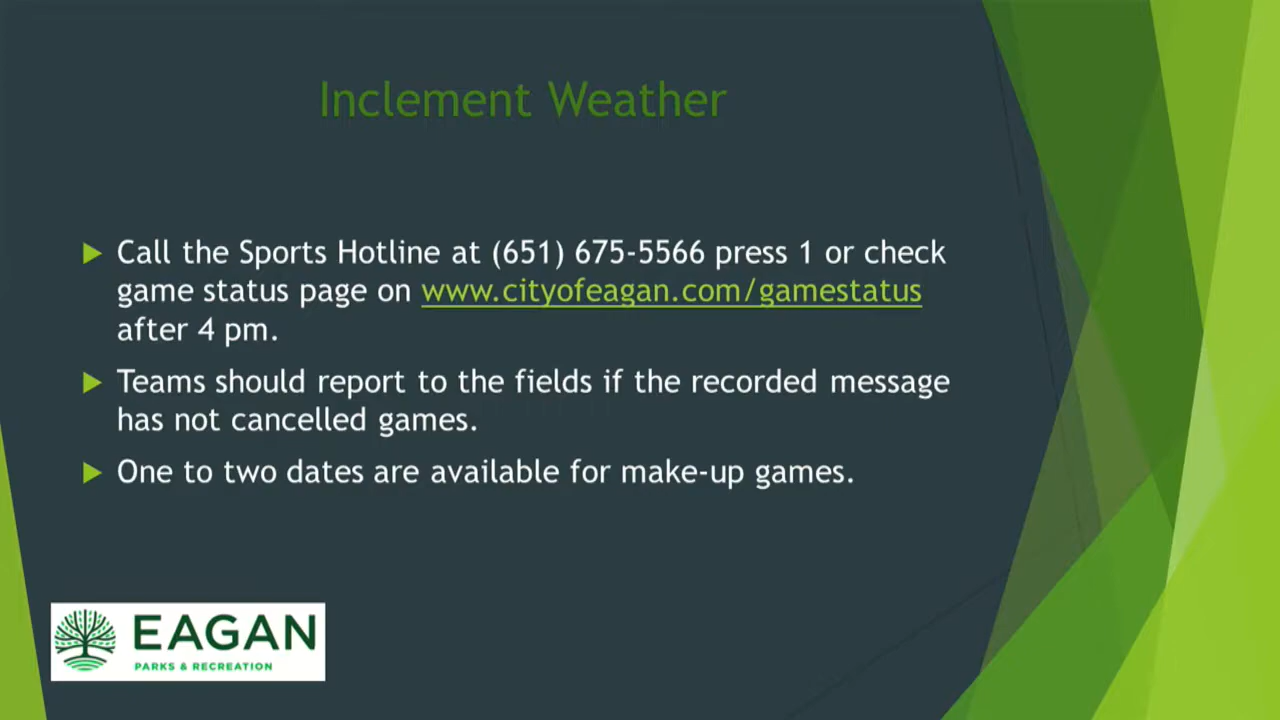 Inclement Weather
Call the Sports Hotline at (651) 675-5566 press 1 or check
game status page on www.cityofeagan.com/gamestatus
after 4 pm.
Teams should report to the fields if the recorded message
has not cancelled games.
One to two dates are available for make-up games.
EAGAN
PARKS & RECREATION